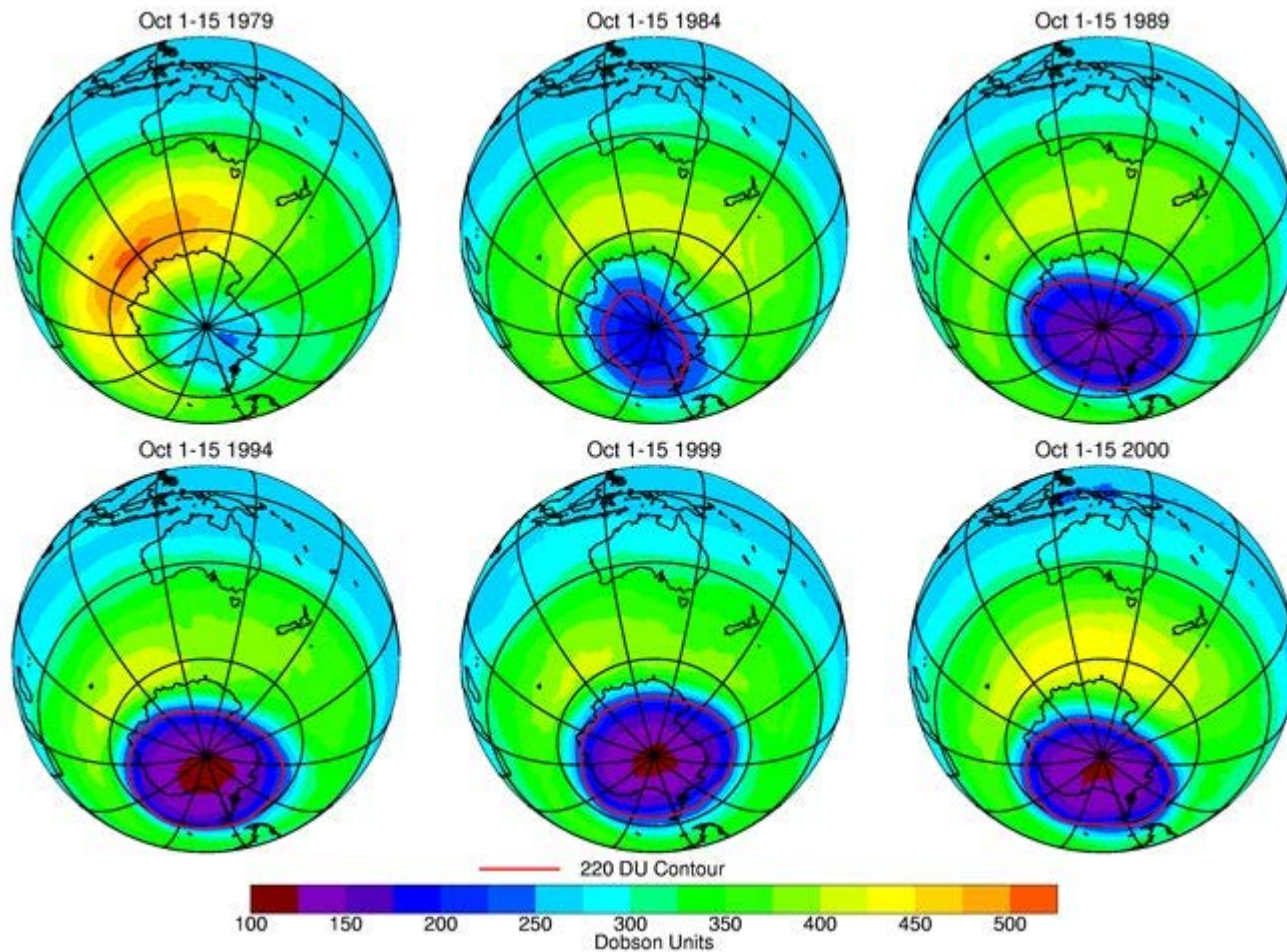 Oct 1-15 1979
Oct 1-15 1984
Oct 1-15 1989
Oct 1-15 1994
Oct 1-15 1999
Oct 1-15 2000
220 DU Contour
100 150 200 250 300 350 400 450 500
Dobson Units